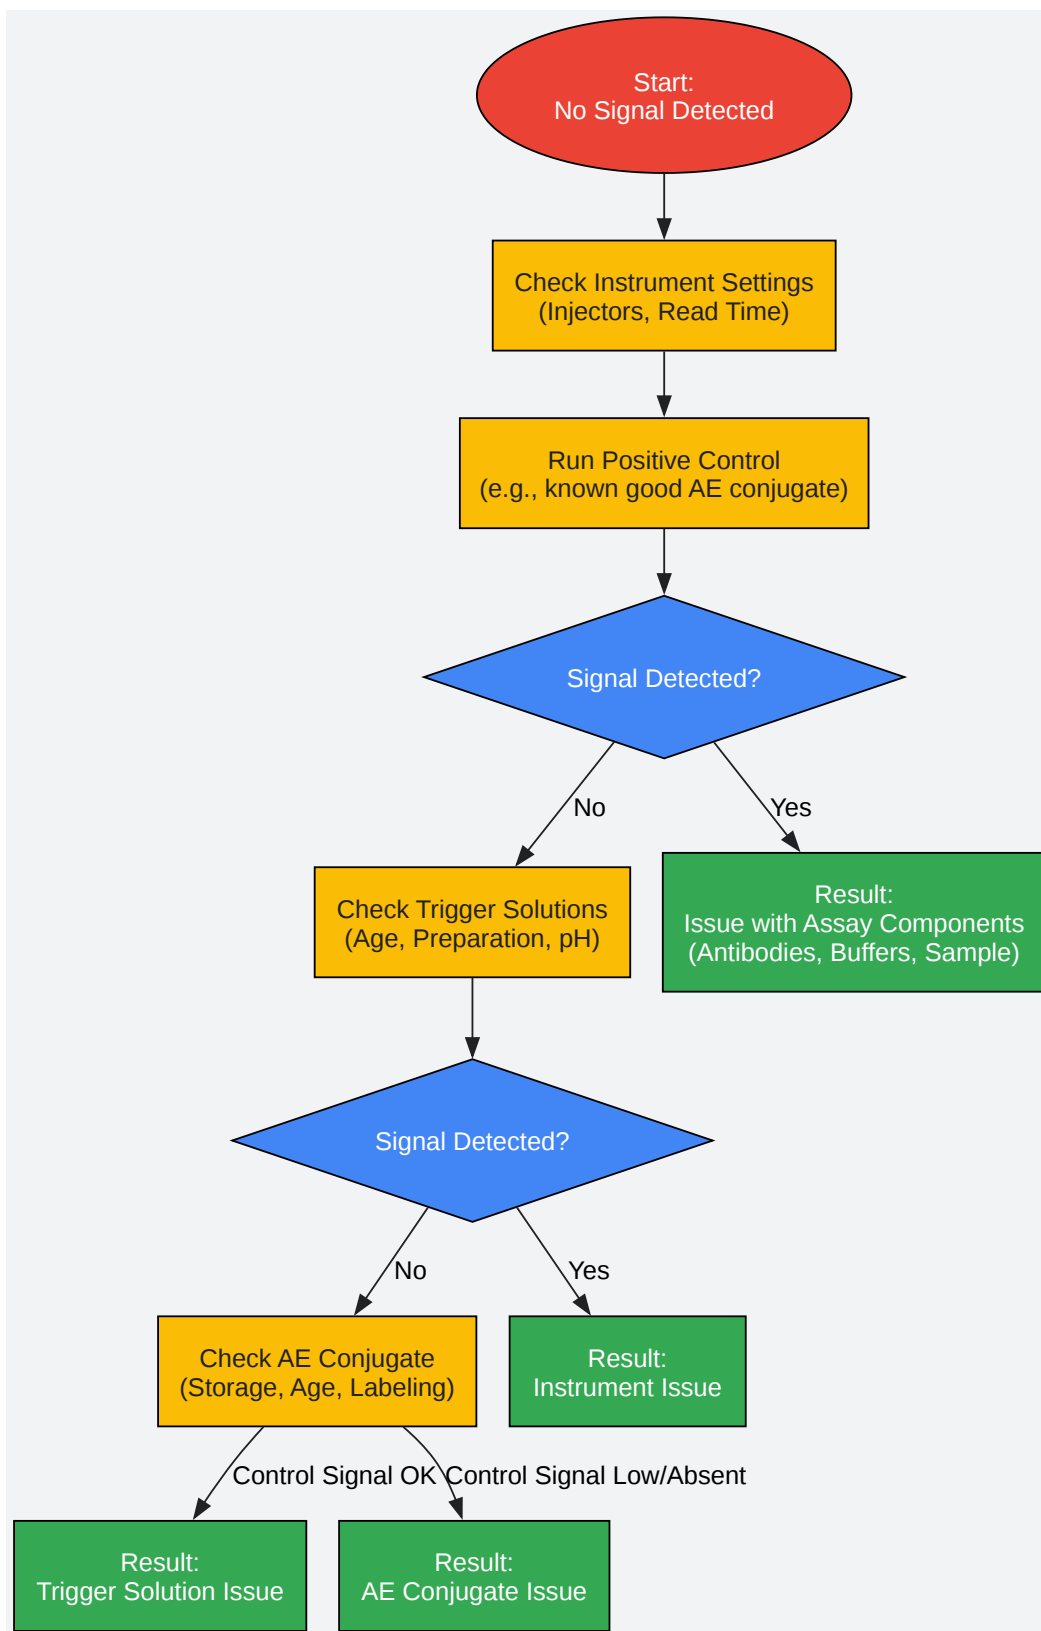 Start:
No Signal Detected
Check Instrument Settings
(Injectors, Read Time)
Run Positive Control
(e.g., known good AE conjugate)
Signal Detected?
No
Yes
Check Trigger Solutions
(Age, Preparation, pH)
Result:
Issue with Assay Components
(Antibodies, Buffers, Sample)
Signal Detected?
No
Yes
Check AE Conjugate
(Storage, Age, Labeling)
Result:
Instrument Issue
Control Signal OK
Control Signal Low/Absent
Result:
Trigger Solution Issue
Result:
AE Conjugate Issue